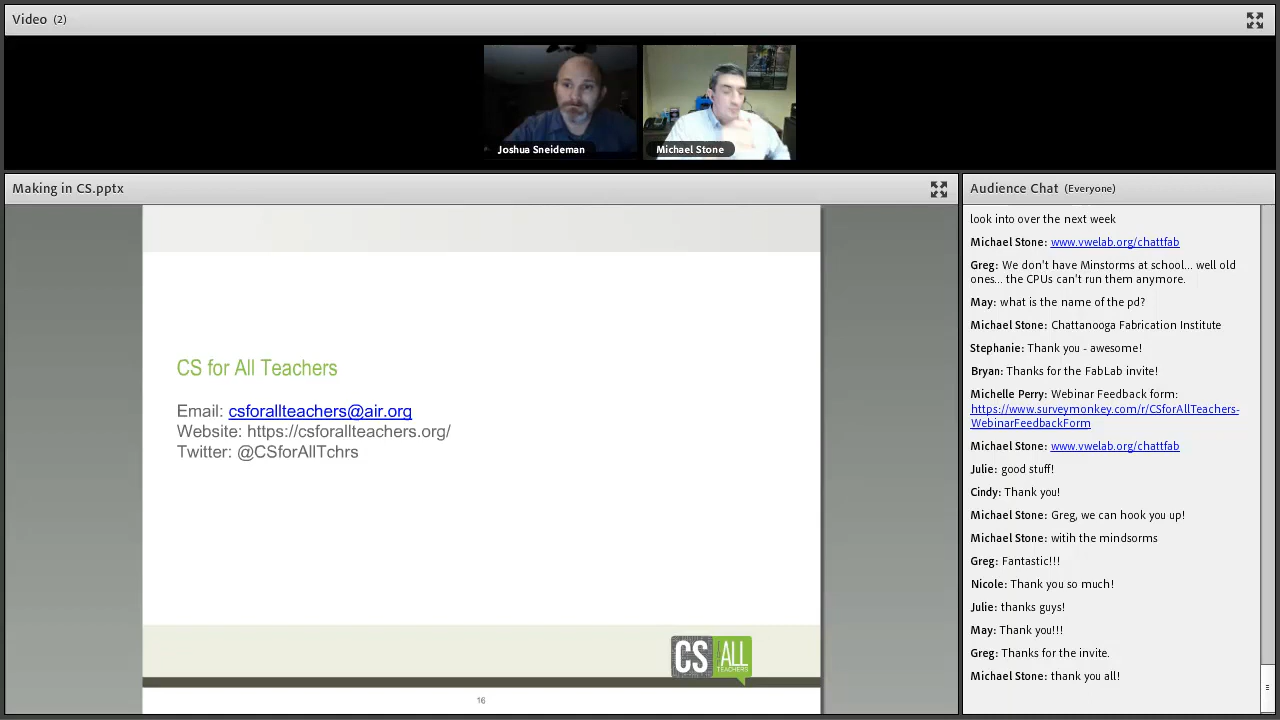 Video (2)
Joshua Sneideman
Michael Stone
Making in CS.pptx
CS for All Teachers
Email: csforallteachers@air.org
Website: https://csforallteachers.org/
Twitter: @CSforAllTchrs
CS ALL
TEACHERS
16
Audience Chat (Everyone)
look into over the next week
Michael Stone: www.vwelab.org/chattfab
Greg: We don't have Minstorms at school... well old
ones... the CPUs can't run them anymore.
May: what is the name of the pd?
Michael Stone: Chattanooga Fabrication Institute
Stephanie: Thank you - awesome!
Bryan: Thanks for the FabLab invite!
Michelle Perry: Webinar Feedback form:
https://www.surveymonkey.com/r/CSforAllTeachers-
WebinarFeedbackForm
Michael Stone: www.vwelab.org/chattfab
Julie: good stuff!
Cindy: Thank you!
Michael Stone: Greg, we can hook you up!
Michael Stone: witih the mindsorms
Greg: Fantastic!!!
Nicole: Thank you so much!
Julie: thanks guys!
May: Thank you!!!
Greg: Thanks for the invite.
Michael Stone: thank you all!